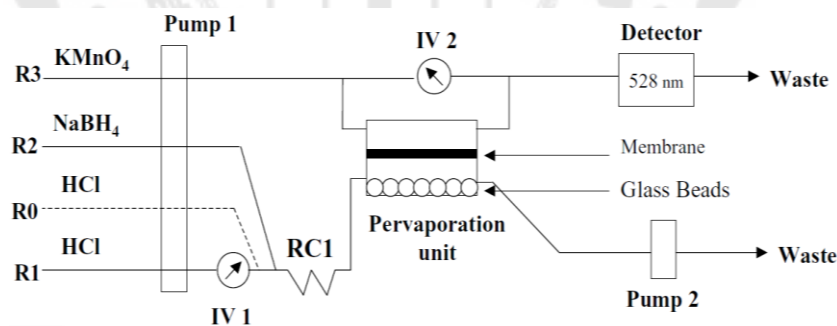 Pump 1
IV 2
Detector
R3
KMnO4
528 nm
Waste
NaBH4
R2
Membrane
HCl
R0
Glass Beads
HCl
RC1
Pervaporation
unit
R1
Waste
IV 1
Pump 2